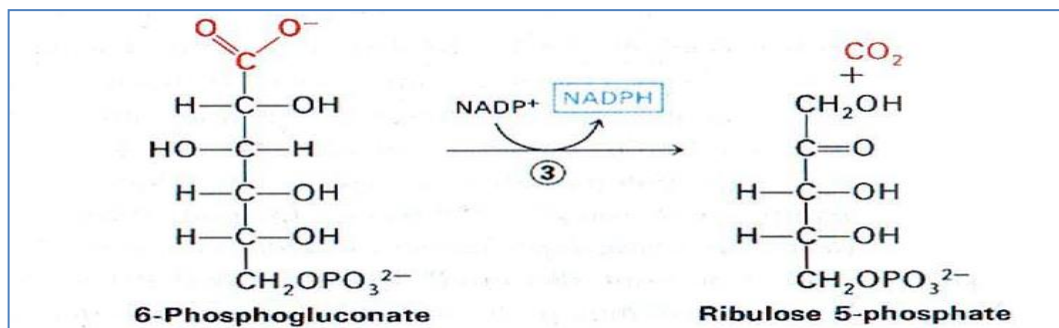 O O⁻
C
H—C—OH
HO—C—H
H—C—OH
H—C—OH
CH₂OPO₃²⁻
6-Phosphogluconate
NADP⁺ NADPH
③
CO₂
+
CH₂OH
C=O
H—C—OH
H—C—OH
CH₂OPO₃²⁻
Ribulose 5-phosphate